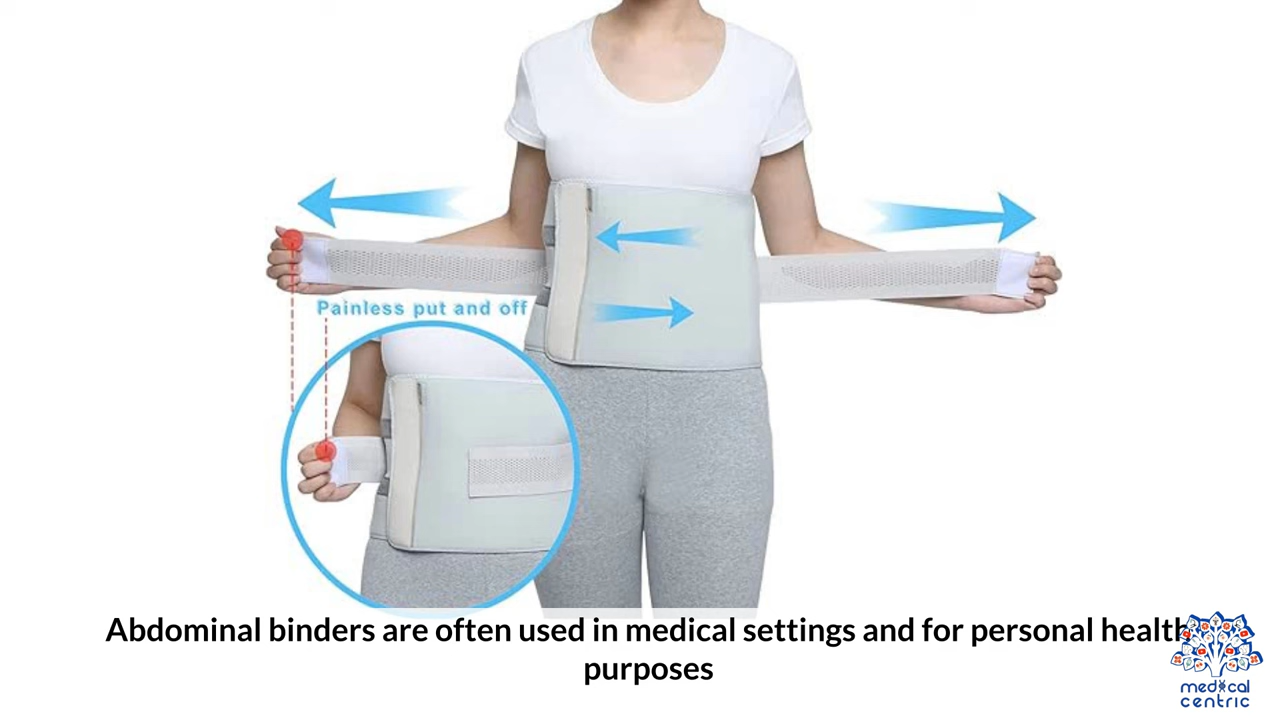 Painless put and off
Abdominal binders are often used in medical settings and for personal health
purposes
medical
centric